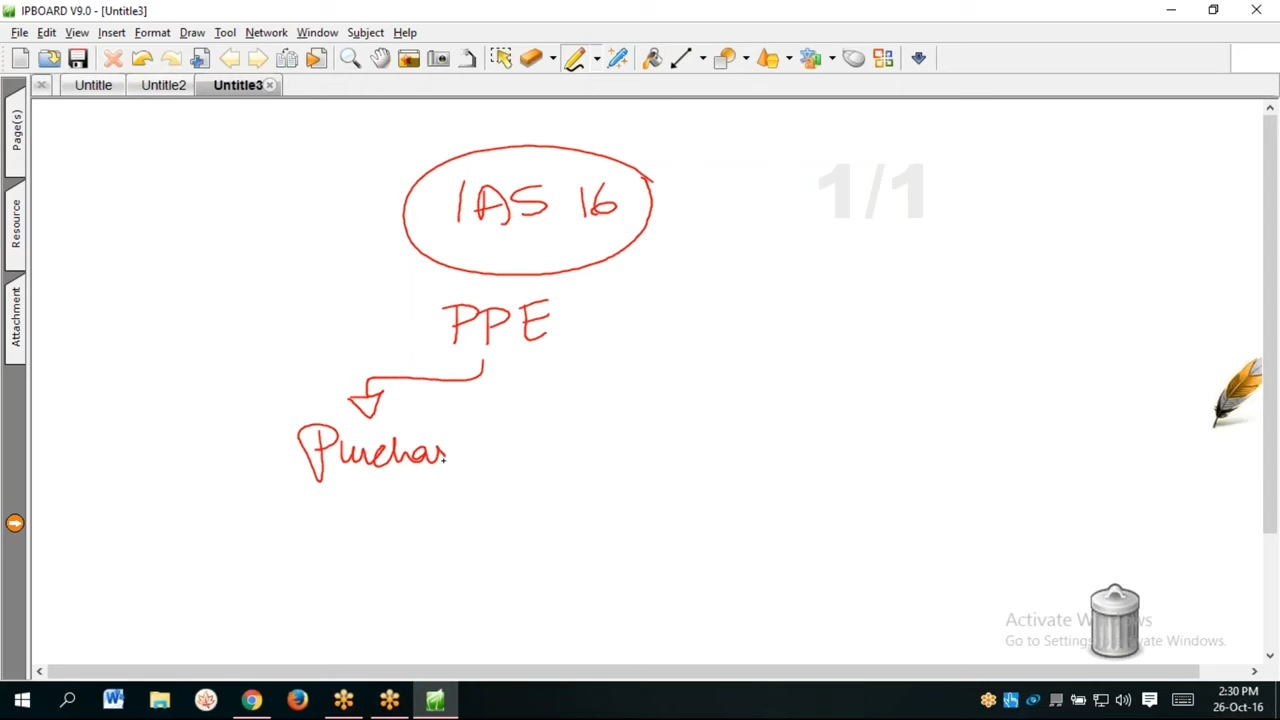 IPBOARD V9.0 - [Untitle3]
File Edit View Insert Format Draw Tool Network Window Subject Help
Untitle Untitle2 Untitle3
Page(s)
Resource
Attachment
1/1
IAS 16
PPE
Purchas
Activate Windows
Go to Settings to activate Windows.
2:30 PM
26-Oct-16